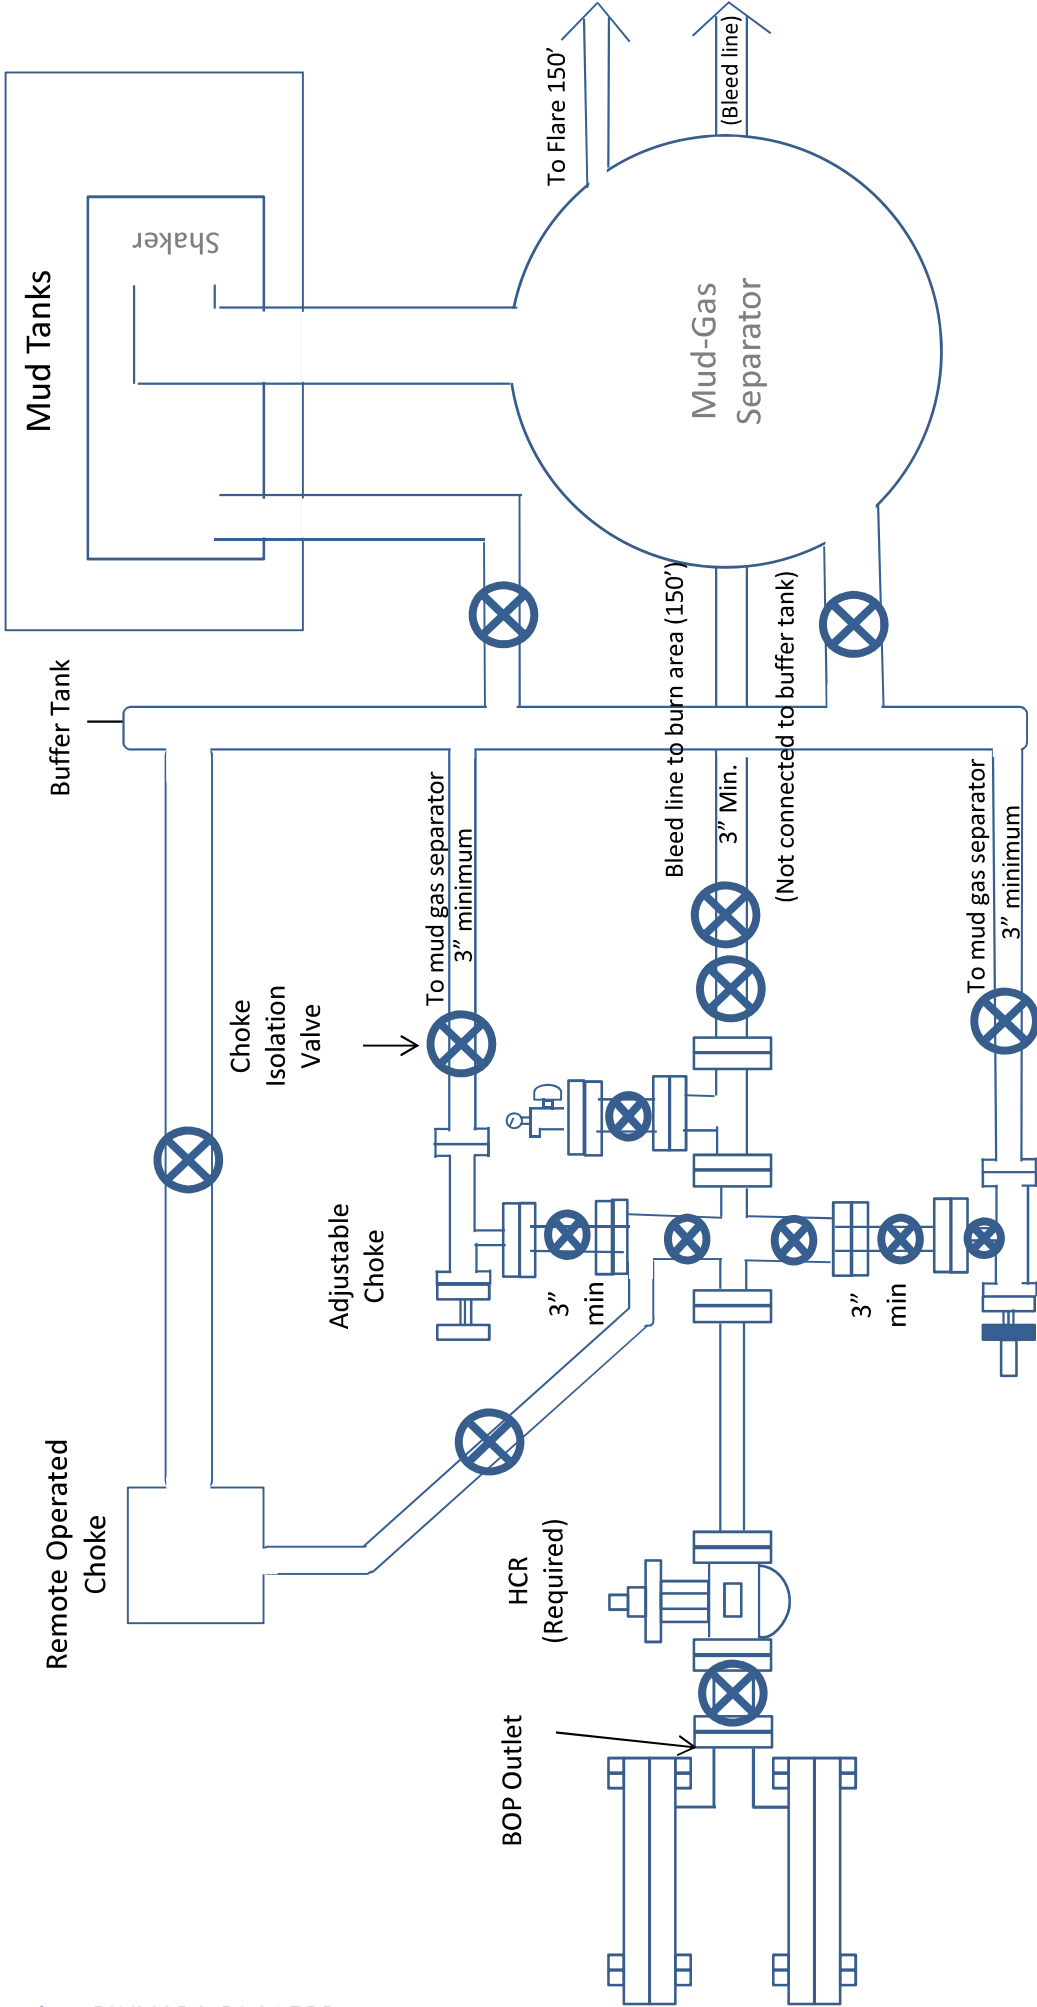 Mud Tanks
Shaker
To Flare 150’
(Bleed line)
Mud-Gas
Separator
Buffer Tank
Bleed line to burn area (150’)
3” Min.
(Not connected to buffer tank)
To mud gas separator
3” minimum
To mud gas separator
3” minimum
Choke
Isolation
Valve
Adjustable
Choke
3”
min
3”
min
Remote Operated
Choke
HCR
(Required)
BOP Outlet